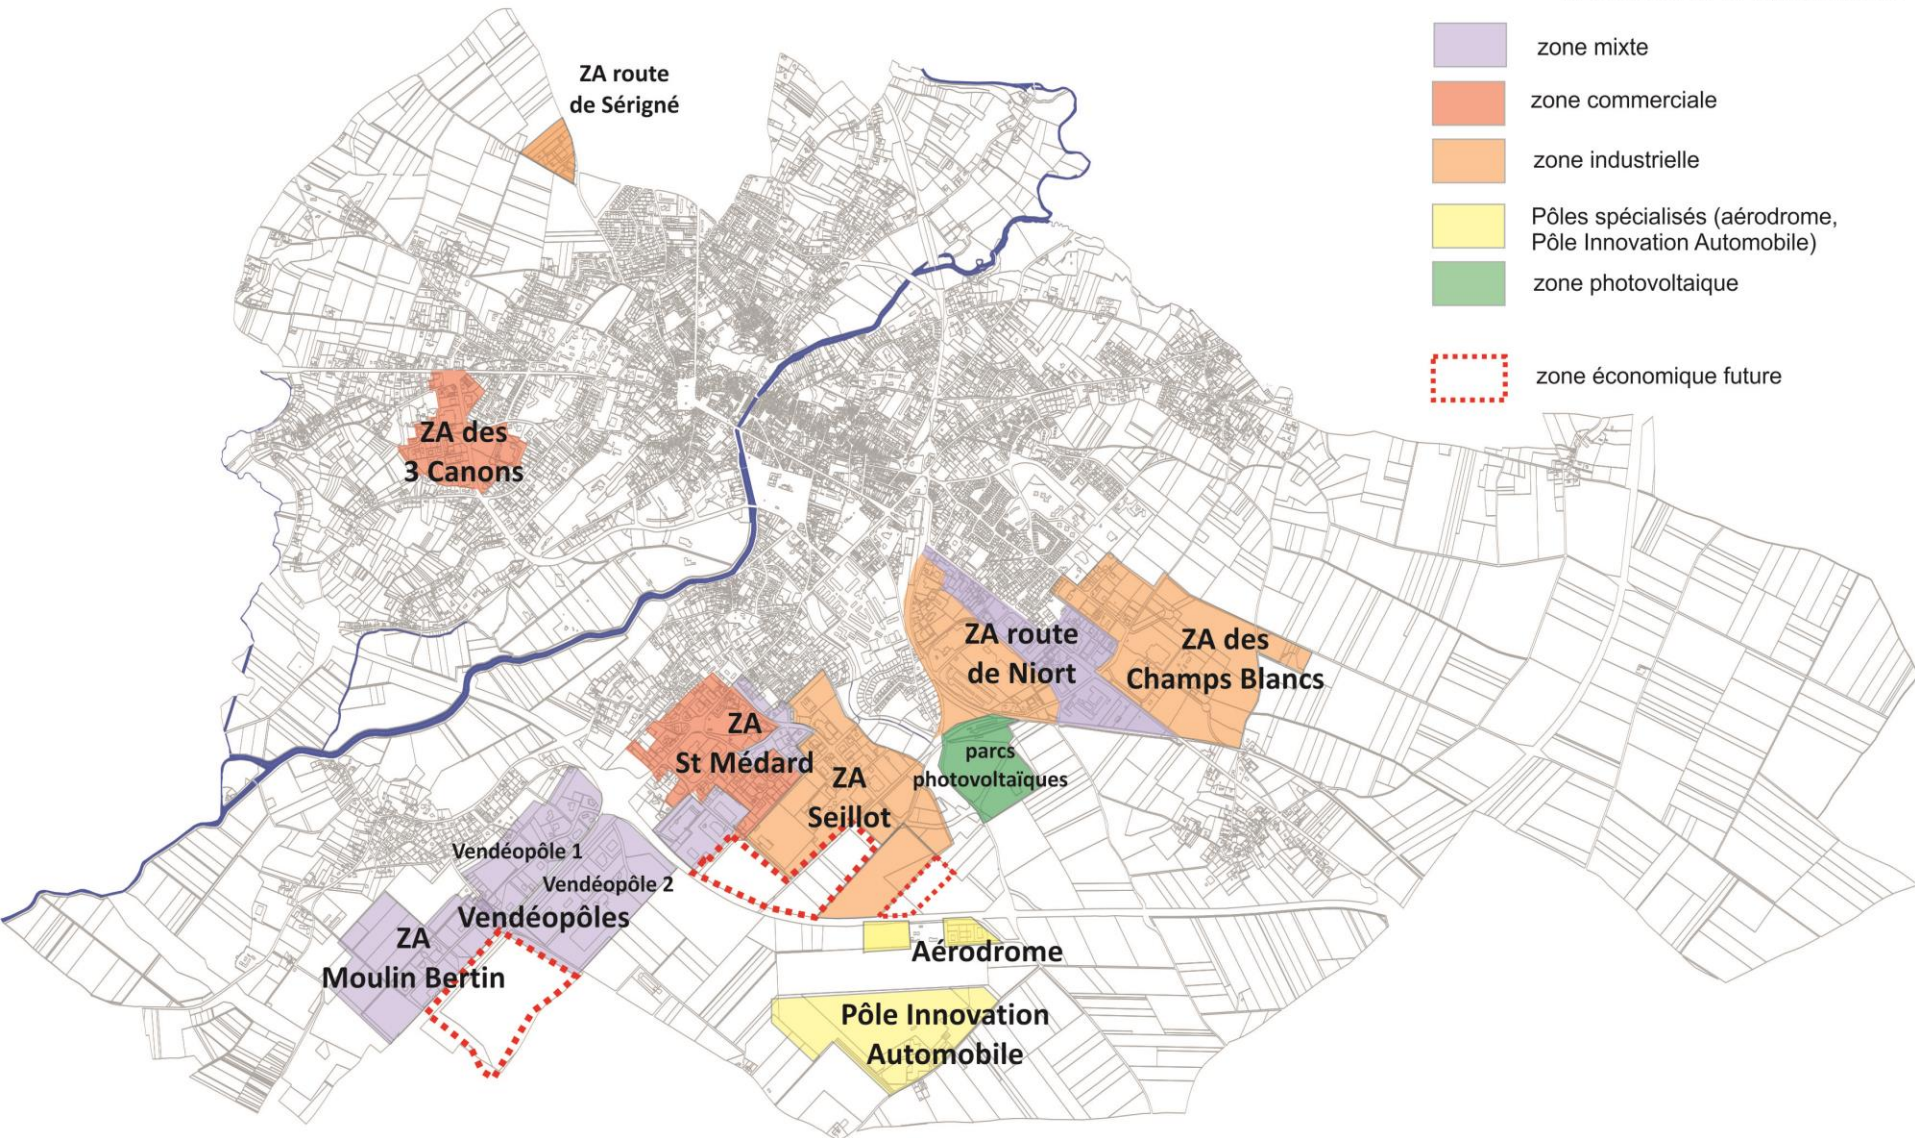 zone mixte
zone commerciale
zone industrielle
Pôles spécialisés (aérodrome,
Pôle Innovation Automobile)
zone photovoltaique
zone économique future
ZA route
de Sérigné
ZA des
3 Canons
ZA route
de Niort
ZA des
Champs Blancs
ZA
St Médard
ZA
Seillot
parcs
photovoltaïques
Vendéopôle 1
Vendéopôle 2
Vendéopôles
ZA
Moulin Bertin
Aérodrome
Pôle Innovation
Automobile